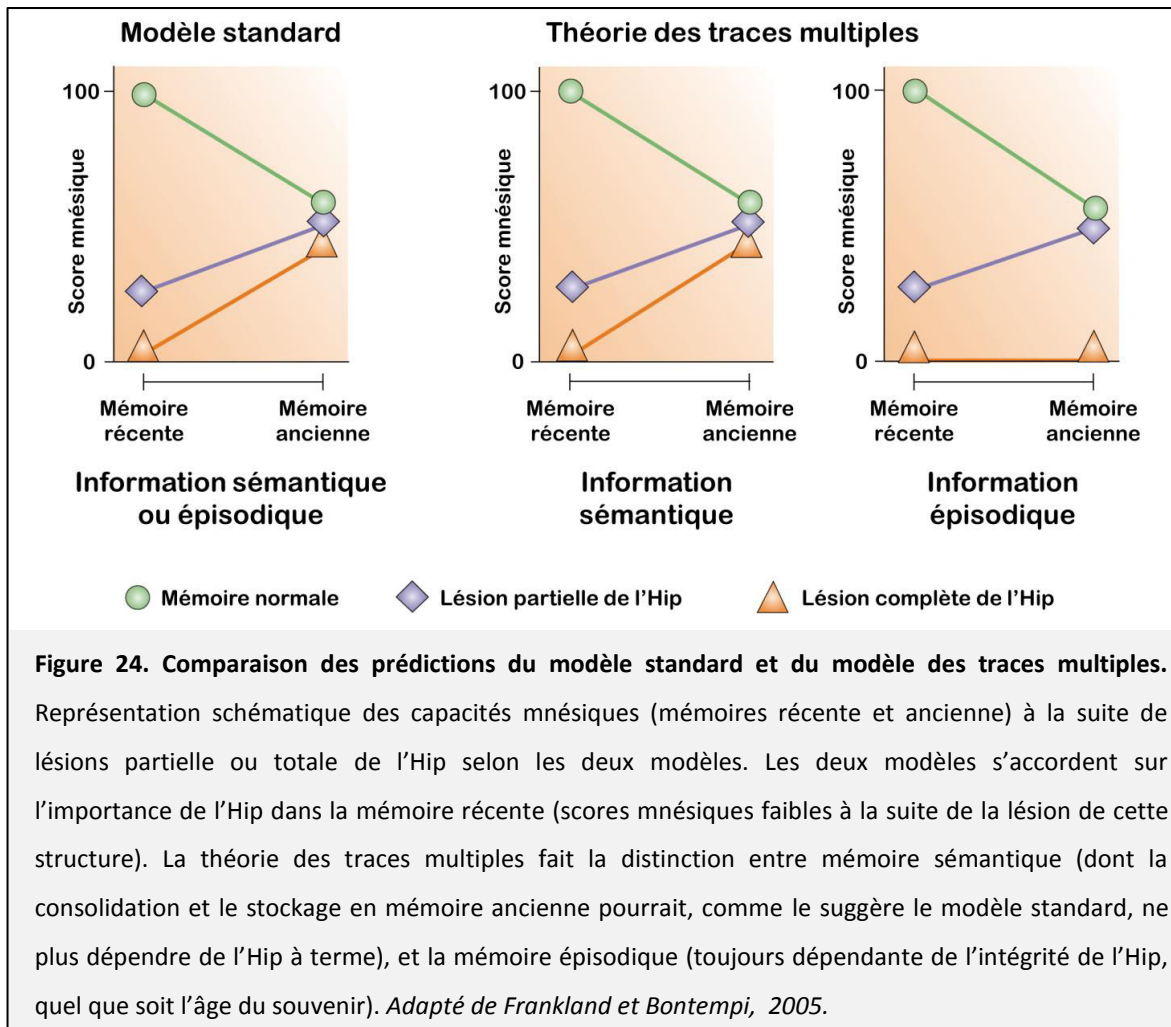 Modèle standard
Théorie des traces multiples
100
Score mnésique
0
Mémoire récente
Mémoire ancienne
Information sémantique
ou épisodique
100
Score mnésique
0
Mémoire récente
Mémoire ancienne
Information
sémantique
100
Score mnésique
0
Mémoire récente
Mémoire ancienne
Information
épisodique
Mémoire normale
Lésion partielle de l'Hip
Lésion complète de l'Hip
Figure 24. Comparaison des prédictions du modèle standard et du modèle des traces multiples.
Représentation schématique des capacités mnésiques (mémoires récente et ancienne) à la suite de
lésions partielle ou totale de l'Hip selon les deux modèles. Les deux modèles s'accordent sur
l'importance de l'Hip dans la mémoire récente (scores mnésiques faibles à la suite de la lésion de cette
structure). La théorie des traces multiples fait la distinction entre mémoire sémantique (dont la
consolidation et le stockage en mémoire ancienne pourrait, comme le suggère le modèle standard, ne
plus dépendre de l'Hip à terme), et la mémoire épisodique (toujours dépendante de l'intégrité de l'Hip,
quel que soit l'âge du souvenir). Adapté de Frankland et Bontempi, 2005.